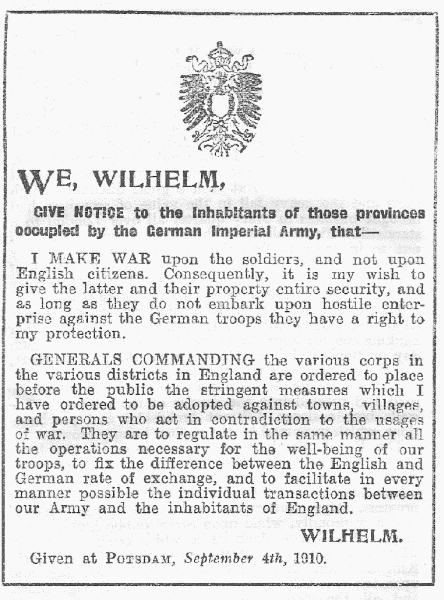 WE, WILHELM,
GIVE NOTICE to the inhabitants of those provinces
occupied by the German Imperial Army, that—
I MAKE WAR upon the soldiers, and not upon
English citizens. Consequently, it is my wish to
give the latter and their property entire security, and
as long as they do not embark upon hostile enter-
prise against the German troops they have a right to
my protection.
GENERALS COMMANDING the various corps in
the various districts in England are ordered to place
before the public the stringent measures which I
have ordered to be adopted against towns, villages,
and persons who act in contradiction to the usages
of war. They are to regulate in the same manner all
the operations necessary for the well-being of our
troops, to fix the difference between the English and
German rate of exchange, and to facilitate in every
manner possible the individual transactions between
our Army and the inhabitants of England.
WILHELM.
Given at POTSDAM, September 4th, 1910.